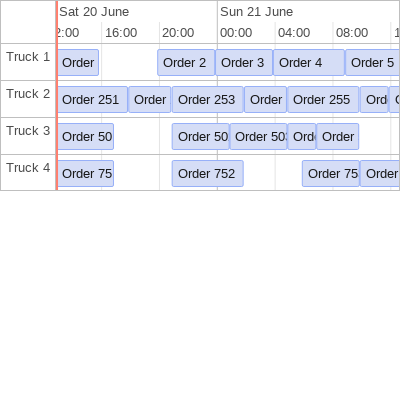 Sat 20 June Sun 21 June
2:00 16:00 20:00 00:00 04:00 08:00 1
Truck 1 Order Order 2 Order 3 Order 4 Order 5
Truck 2 Order 251 Order Order 253 Order Order 255 Ord
Truck 3 Order 50 Order 50 Order 503 Ord Order
Truck 4 Order 75 Order 752 Order 75 Order